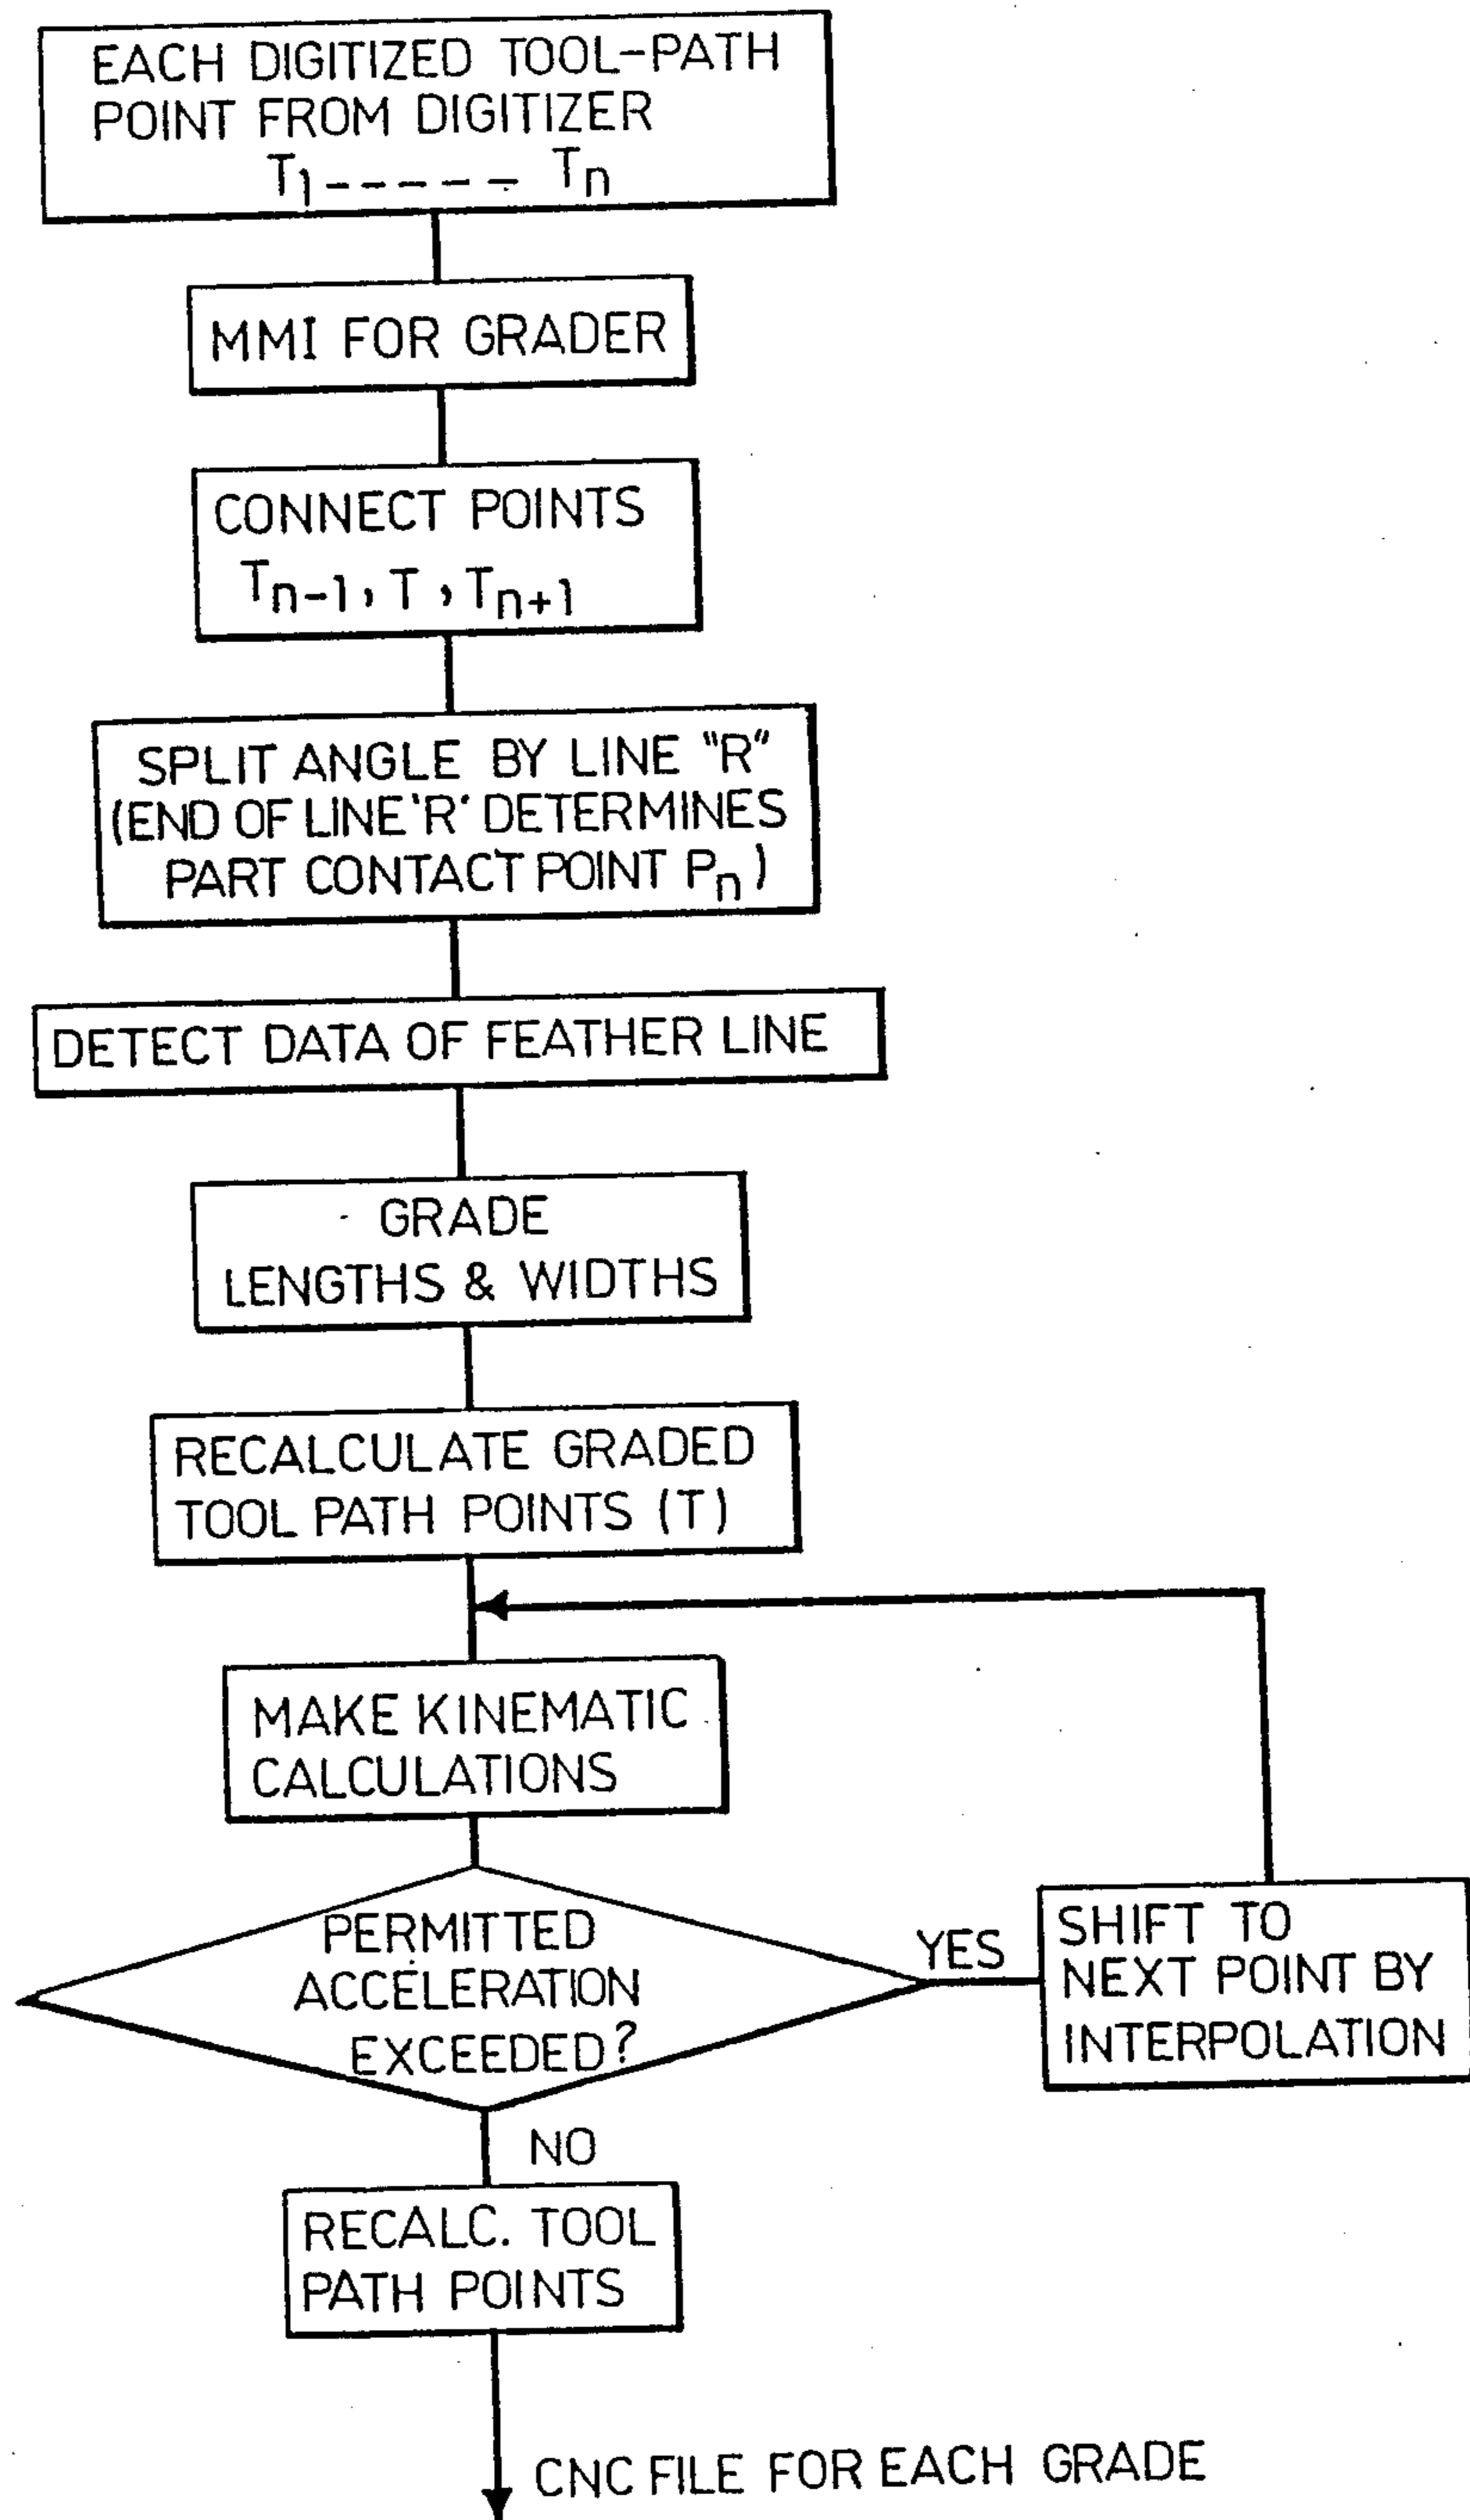 EACH DIGITIZED TOOL-PATH
POINT FROM DIGITIZER
T1------ Tn
MMI FOR GRADER
CONNECT POINTS
Tn-1, T, Tn+1
SPLIT ANGLE BY LINE "R"
(END OF LINE 'R' DETERMINES
PART CONTACT POINT Pn)
DETECT DATA OF FEATHER LINE
GRADE
LENGTHS & WIDTHS
RECALCULATE GRADED
TOOL PATH POINTS (T)
MAKE KINEMATIC
CALCULATIONS
PERMITTED
ACCELERATION
EXCEEDED?
YES
SHIFT TO
NEXT POINT BY
INTERPOLATION
NO
RECALC. TOOL
PATH POINTS
CNC FILE FOR EACH GRADE